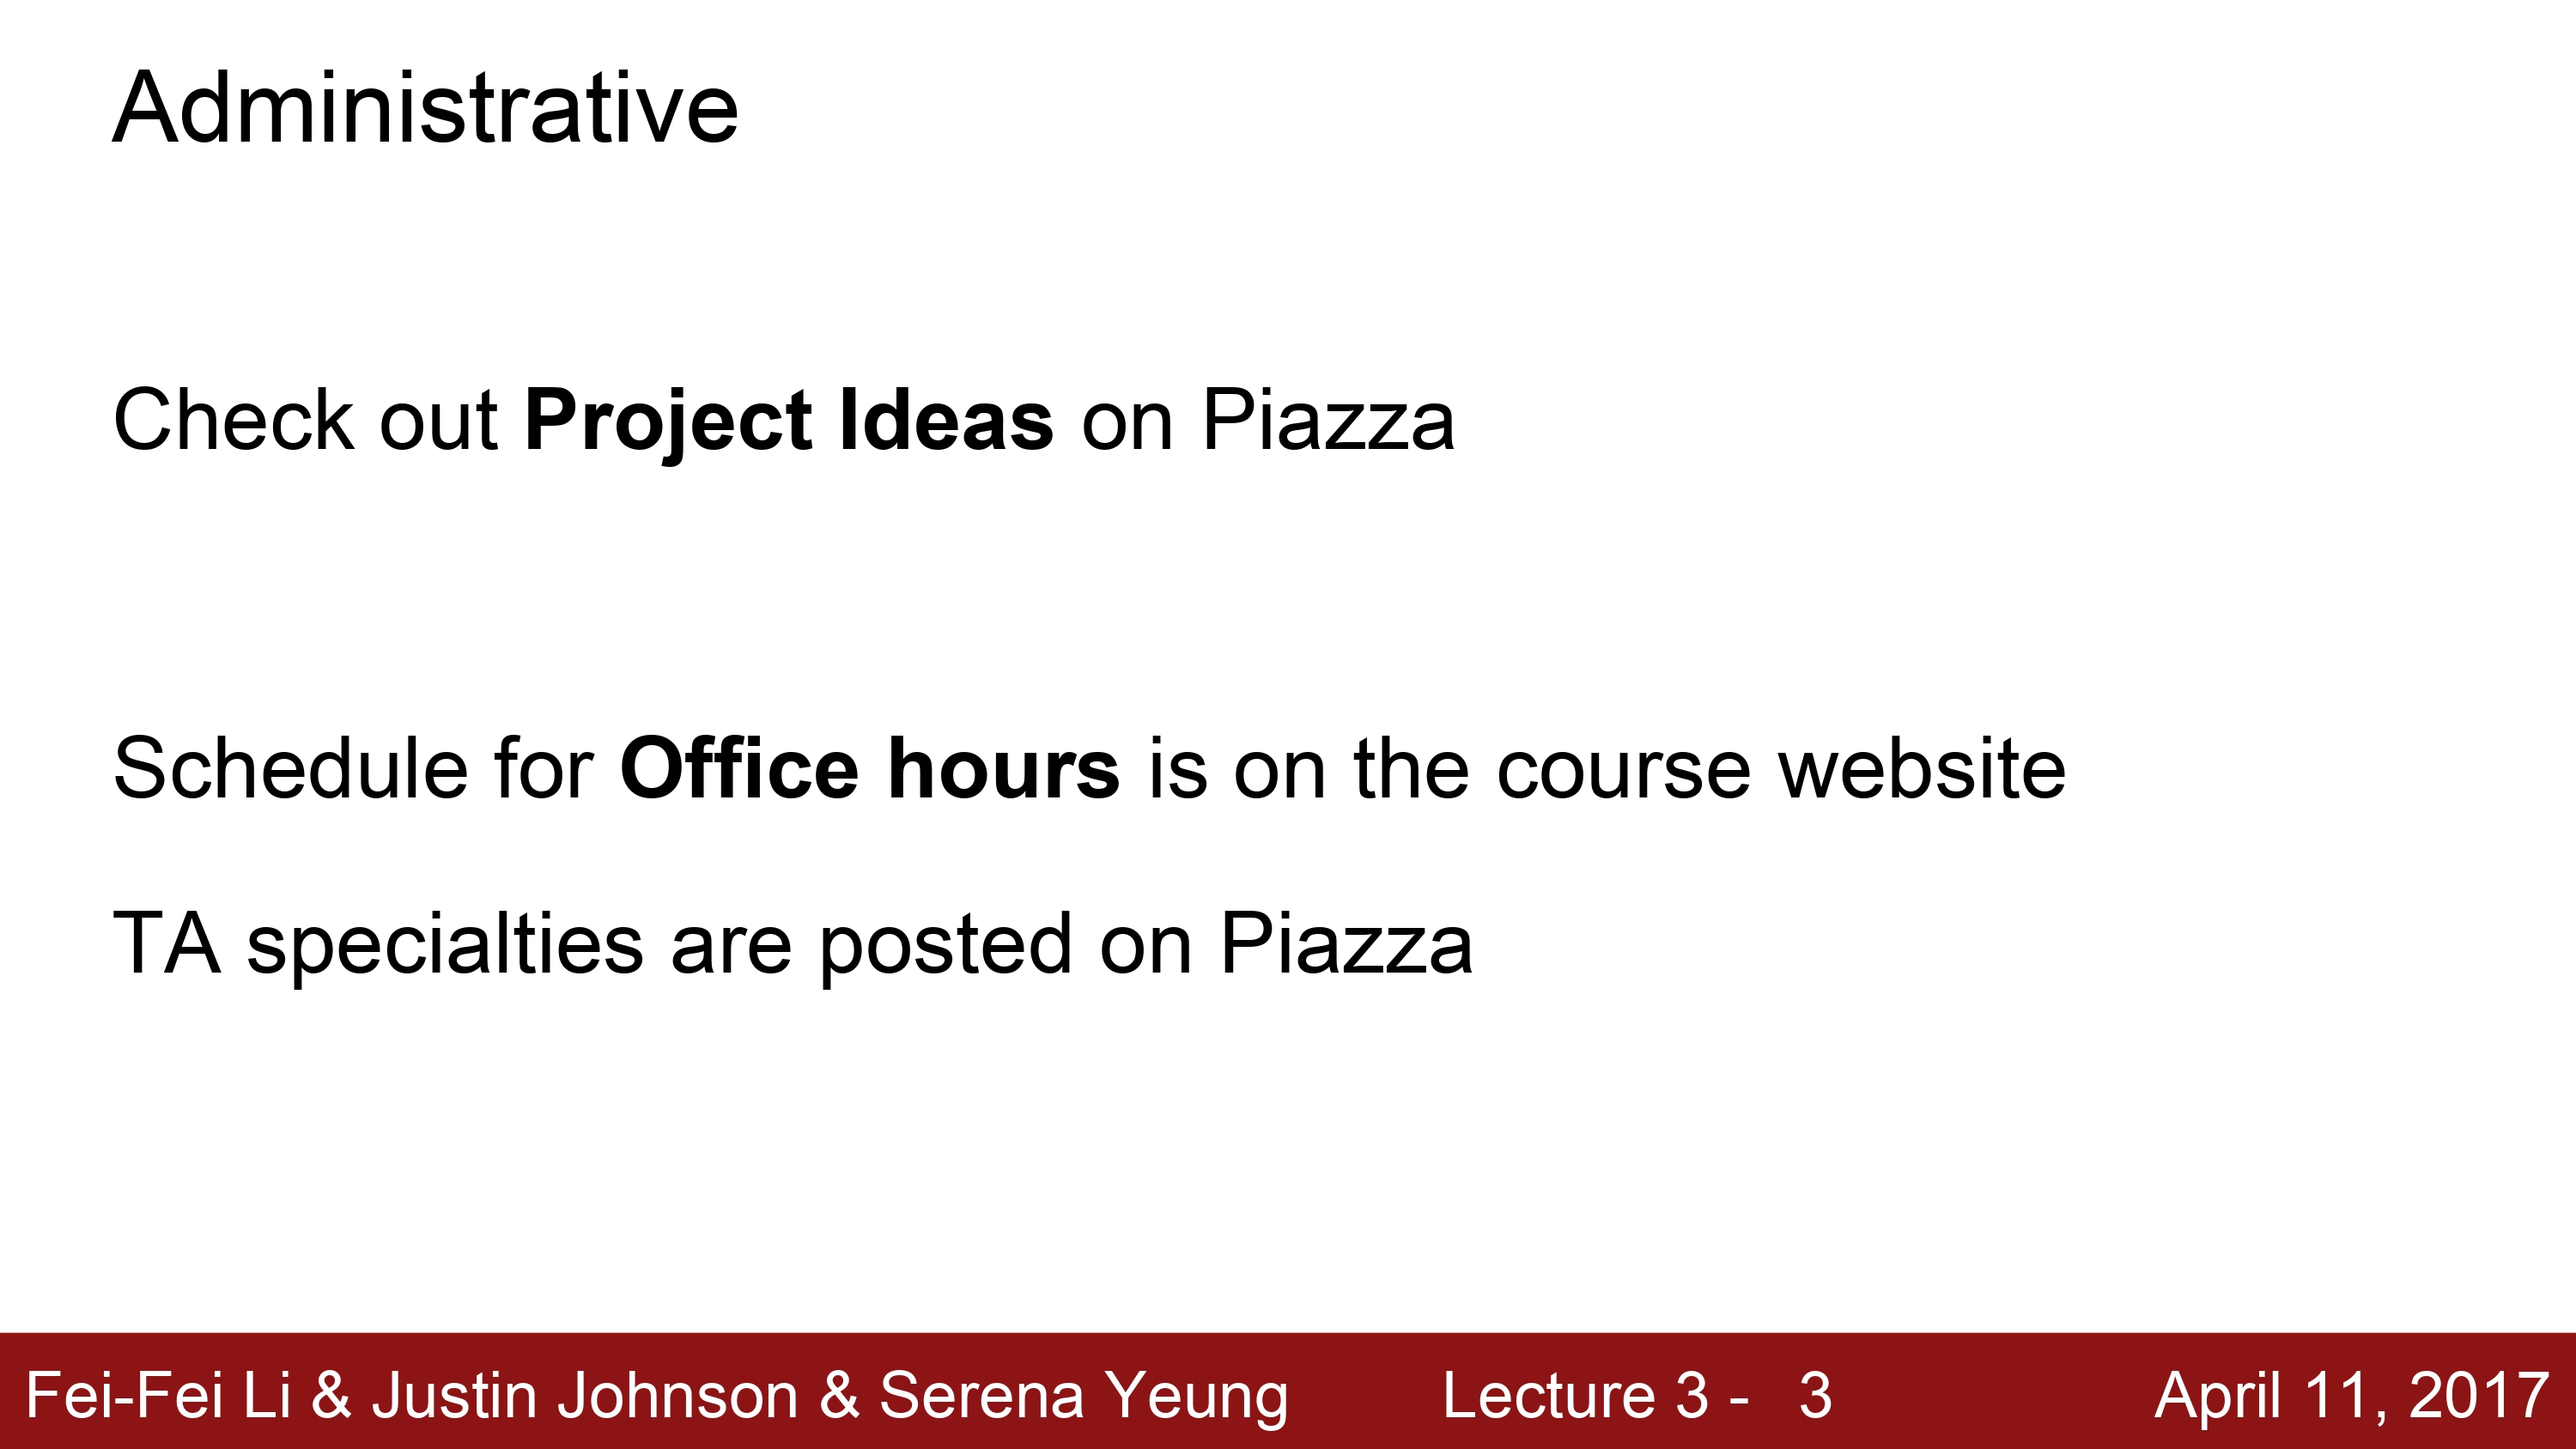 Administrative
Check out Project Ideas on Piazza
Schedule for Office hours is on the course website
TA specialties are posted on Piazza
Fei-Fei Li & Justin Johnson & Serena Yeung Lecture 3 - 3 April 11, 2017